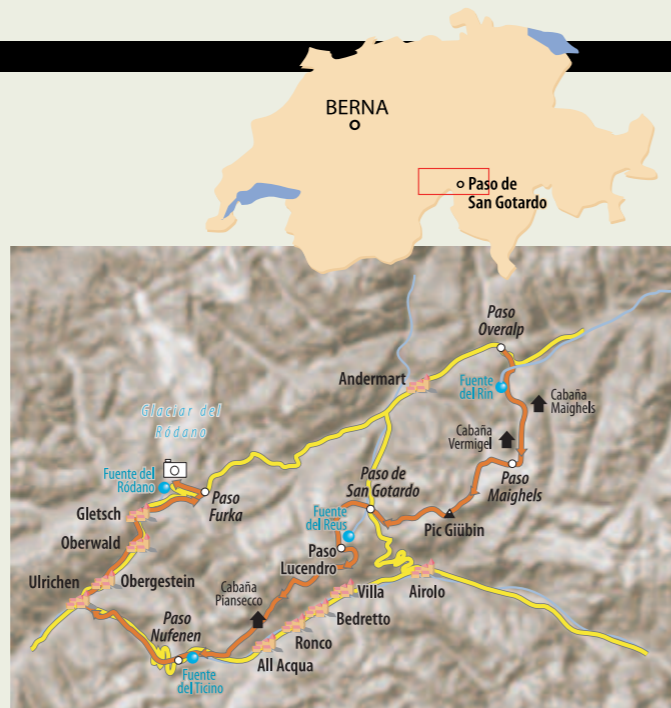 BERNA
Paso de
San Gotardo
Paso
Overalp
Andermart
Fuente
del Rin
Cabaña
Maighels
Glaciar del
Ródano
Cabaña
Vermigel
Fuente del
Ródano
Paso de
San Gotardo
Paso
Maighels
Paso
Furka
Gletsch
Fuente
del Reus
Pic Giübin
Oberwald
Paso
Lucendro
Ulrichen
Obergestein
Cabaña
Piansecco
Villa
Airolo
Bedretto
Paso
Nufenen
Ronco
All Acqua
Fuente
del Ticino